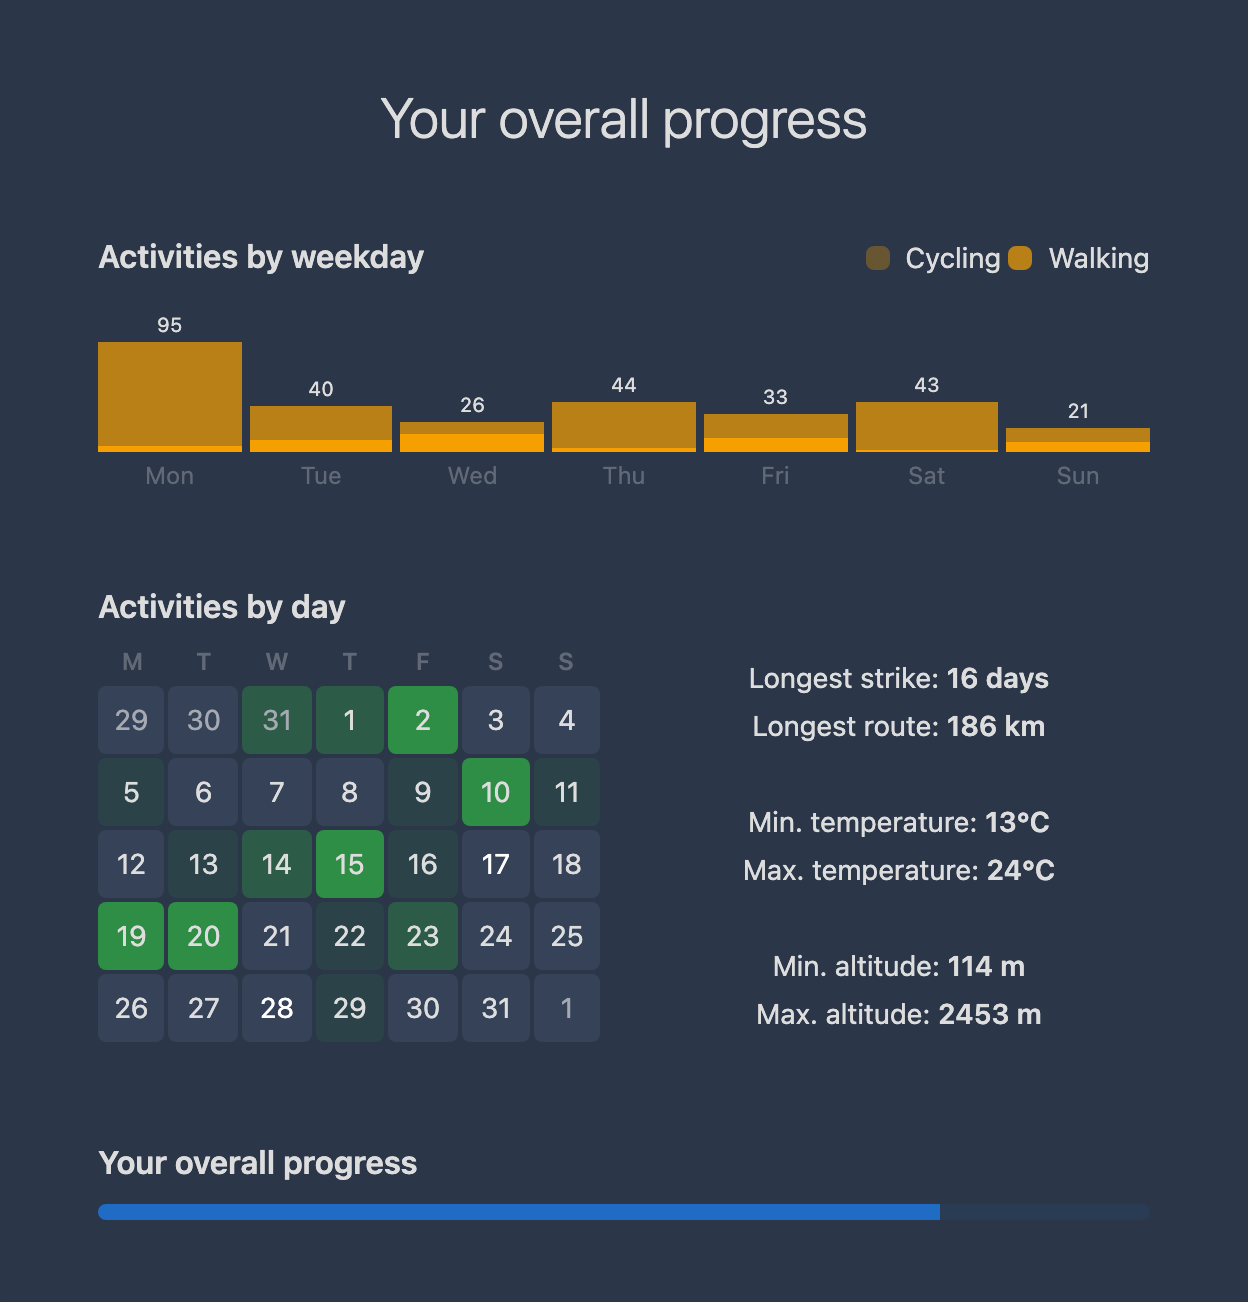 Your overall progress
Activities by weekday
Cycling Walking
95 40 26 44 33 43 21
Mon Tue Wed Thu Fri Sat Sun
Activities by day
M T W T F S S
29 30 31 1 2 3 4
5 6 7 8 9 10 11
12 13 14 15 16 17 18
19 20 21 22 23 24 25
26 27 28 29 30 31 1
Longest strike: 16 days
Longest route: 186 km
Min. temperature: 13°C
Max. temperature: 24°C
Min. altitude: 114 m
Max. altitude: 2453 m
Your overall progress